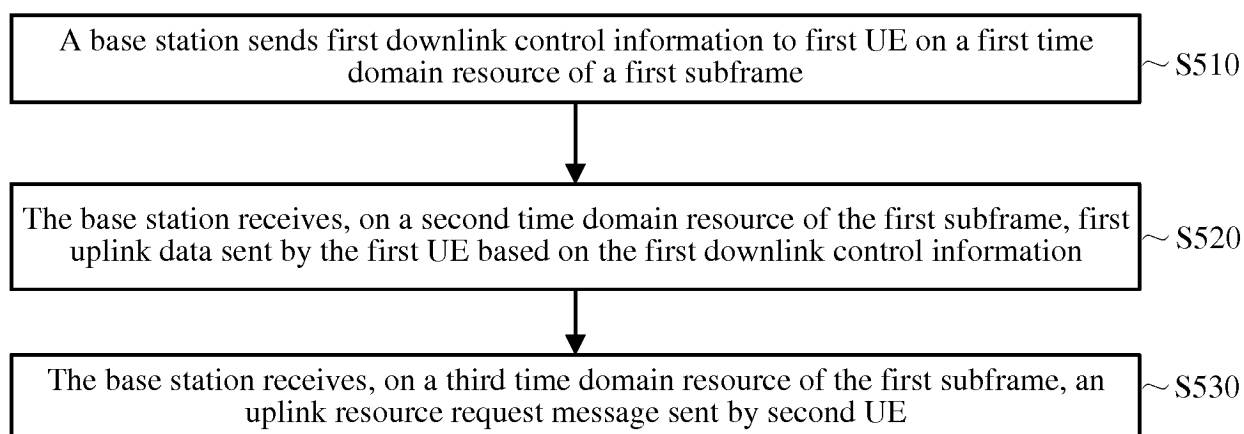 A base station sends first downlink control information to first UE on a first time
domain resource of a first subframe
S510
The base station receives, on a second time domain resource of the first subframe, first
uplink data sent by the first UE based on the first downlink control information
S520
The base station receives, on a third time domain resource of the first subframe, an
uplink resource request message sent by second UE
S530